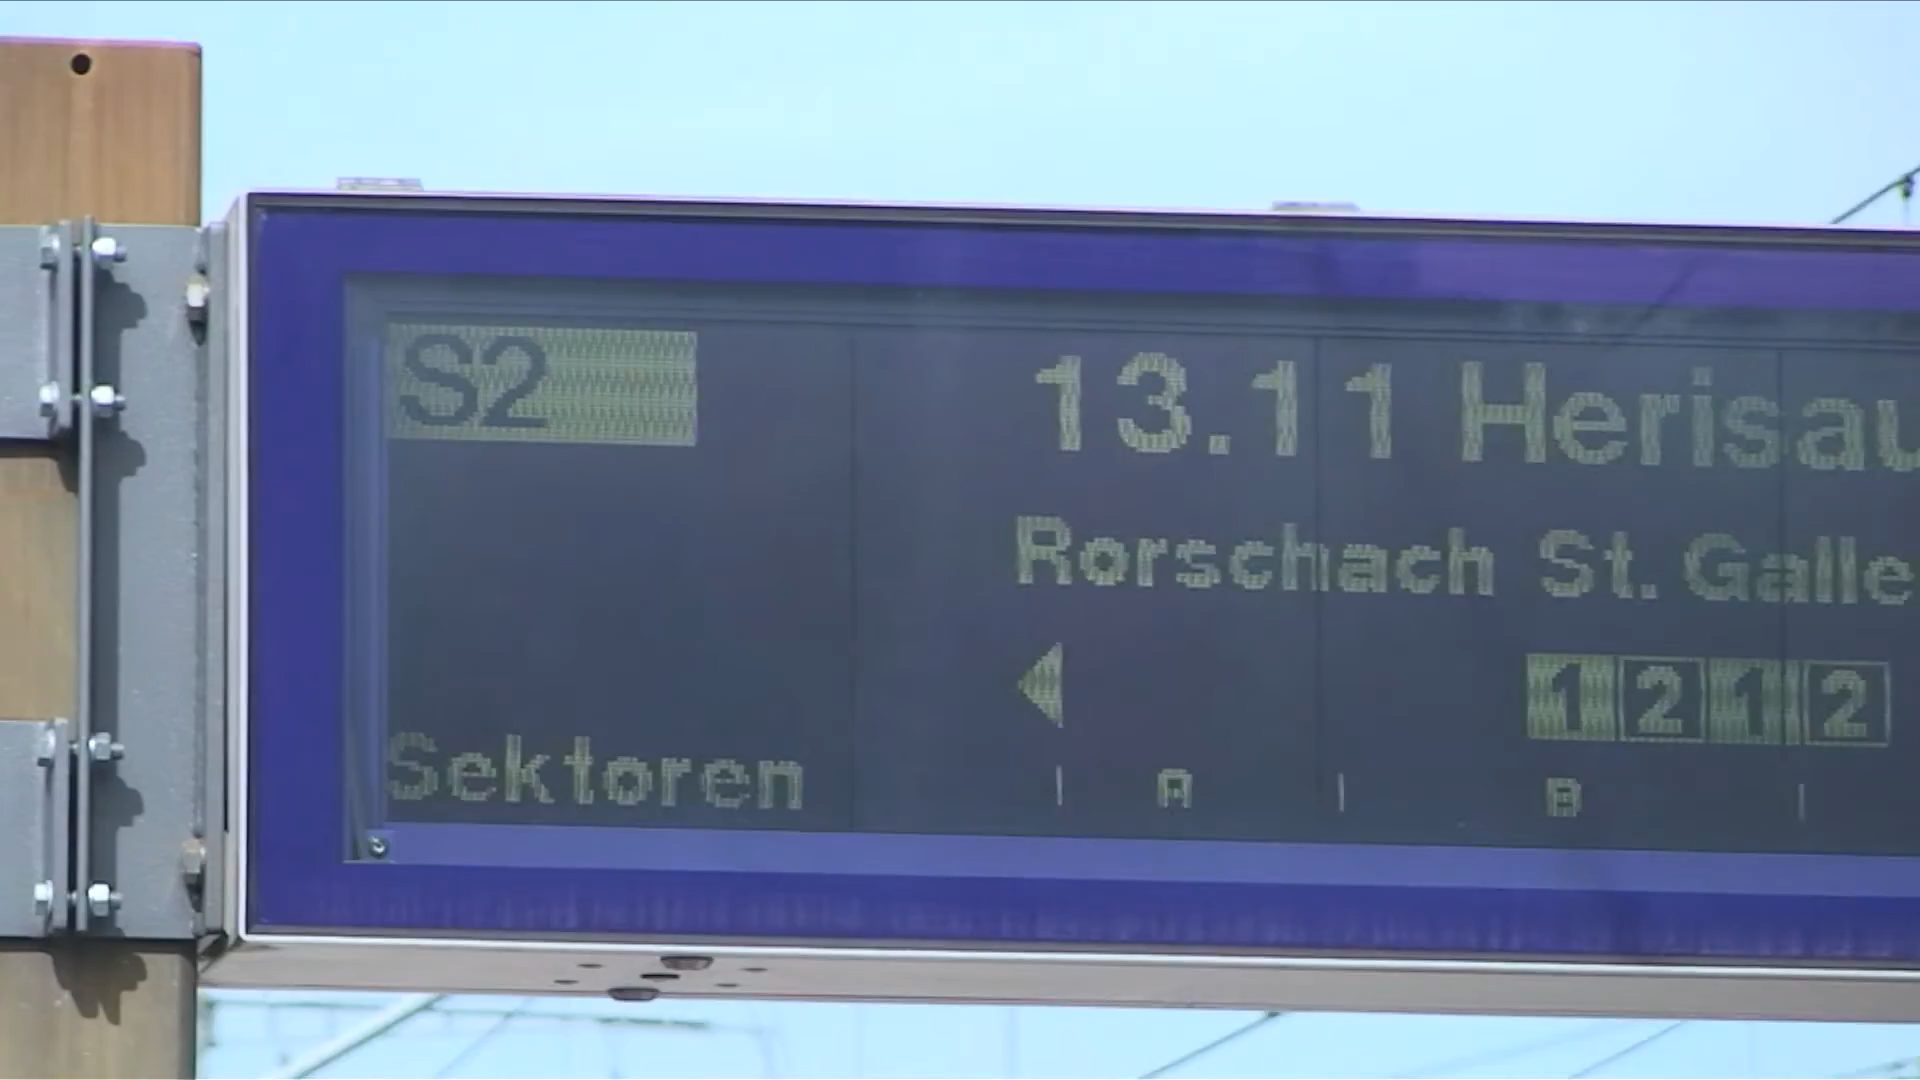 S2 13.11 Herisau
Rorschach St. Galle
1 2 1 2
Sektoren A B